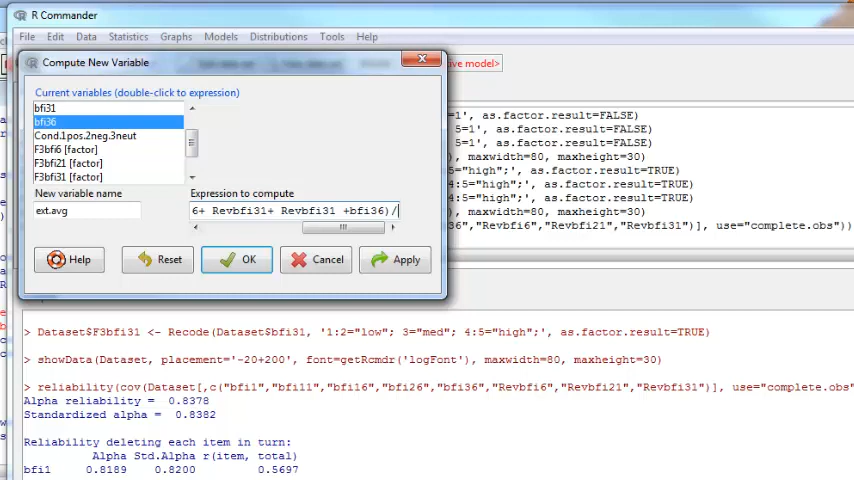 R Commander
File Edit Data Statistics Graphs Models Distributions Tools Help
Compute New Variable
tive model>
Current variables (double-click to expression)
bfi31
bfi36
Cond.1pos.2neg.3neut
F3bfi6 [factor]
F3bfi21 [factor]
F3bfi31 [factor]
=1', as.factor.result=FALSE)
5=1', as.factor.result=FALSE)
5=1', as.factor.result=FALSE)
), maxwidth=80, maxheight=30)
5="high";', as.factor.result=TRUE)
4:5="high";', as.factor.result=TRUE)
4:5="high";', as.factor.result=TRUE)
), maxwidth=80, maxheight=30)
36","Revbfi6","Revbfi21","Revbfi31")], use="complete.obs"))
New variable name
Expression to compute
ext.avg
6+ Revbfi31+ Revbfi31 +bfi36)/
Help Reset OK Cancel Apply
> Dataset$F3bfi31 <- Recode(Dataset$bfi31, '1:2="low"; 3="med"; 4:5="high";', as.factor.result=TRUE)
> showData(Dataset, placement='-20+200', font=getRcmdr('logFont'), maxwidth=80, maxheight=30)
> reliability(cov(Dataset[,c("bfi1","bfi11","bfi16","bfi26","bfi36","Revbfi6","Revbfi21","Revbfi31")], use="complete.obs"
Alpha reliability = 0.8378
Standardized alpha = 0.8382
Reliability deleting each item in turn:
Alpha Std.Alpha r(item, total)
bfi1 0.8189 0.8200 0.5697